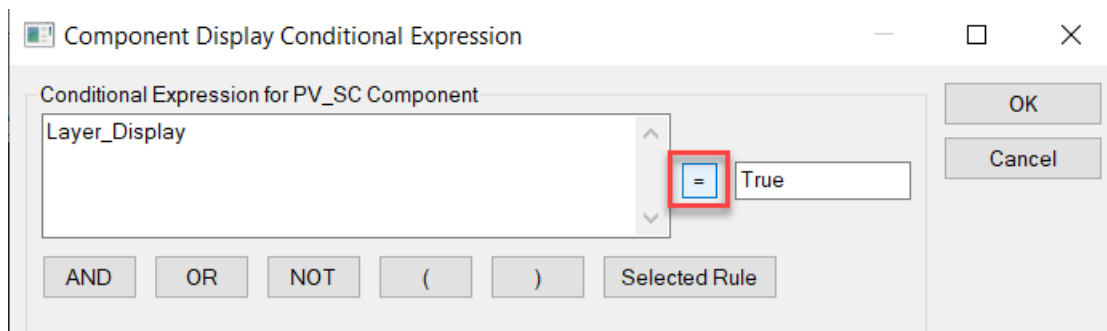 Component Display Conditional Expression
Conditional Expression for PV_SC Component
OK
Layer_Display
Cancel
= True
AND OR NOT ( ) Selected Rule